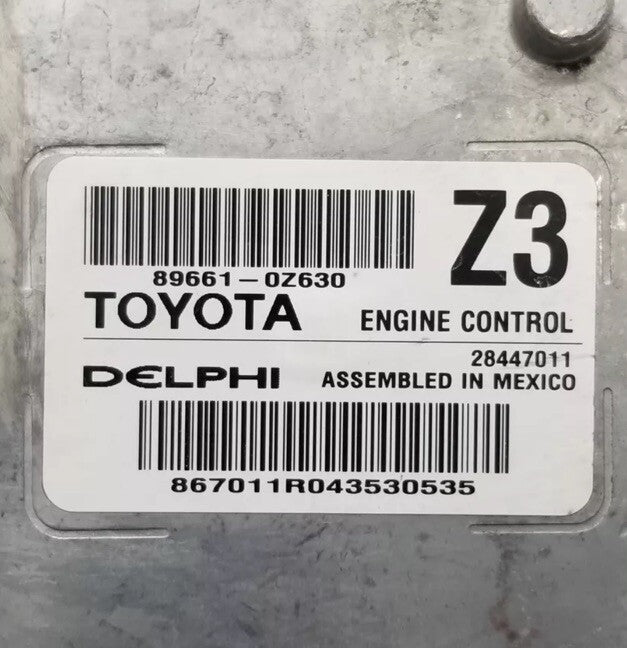 Z3
89661-0Z630
TOYOTA
ENGINE CONTROL
28447011
DELPHI
ASSEMBLED IN MEXICO
867011R043530535